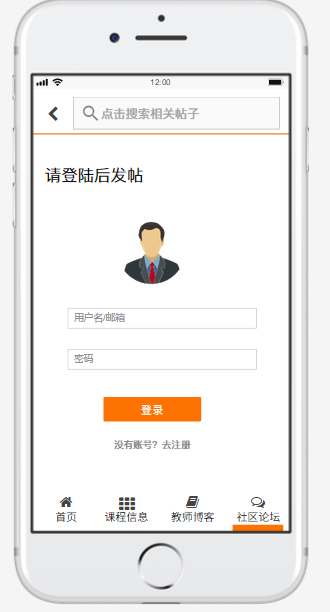 12:00
点击搜索相关帖子
请登陆后发帖
用户名/邮箱
密码
登录
没有账号？去注册
首页 课程信息 教师博客 社区论坛